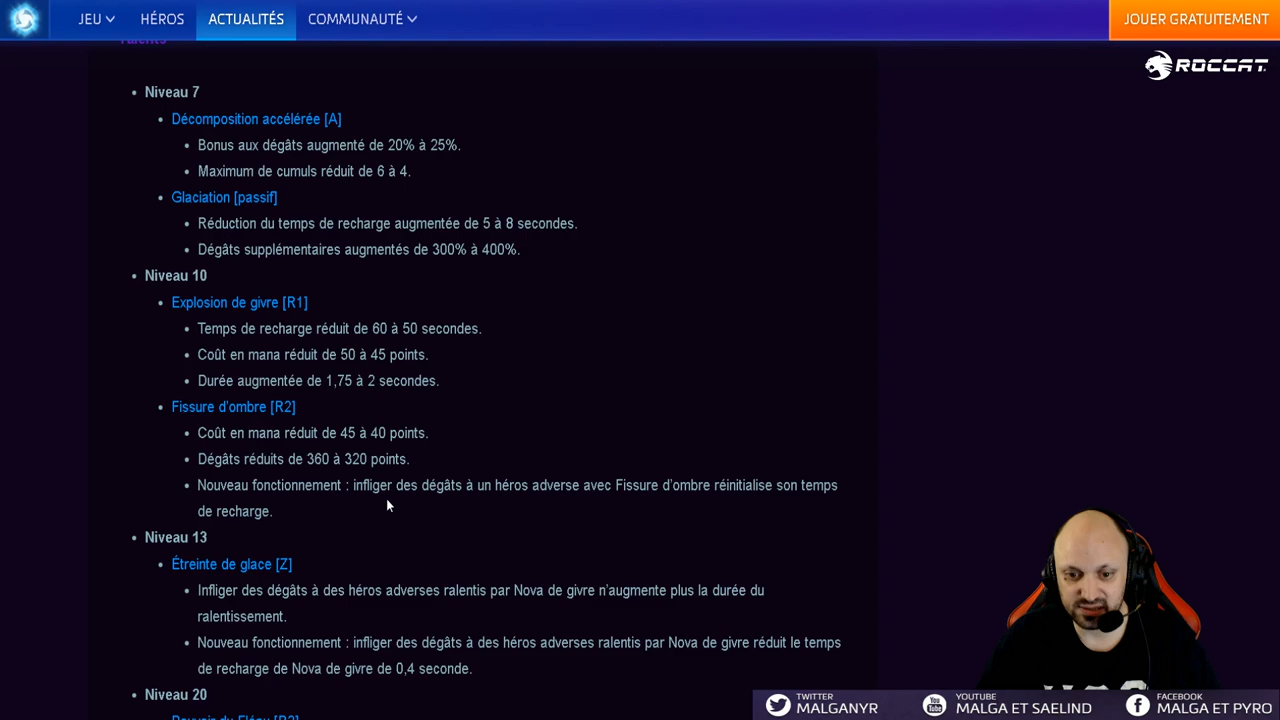 JEU HÉROS ACTUALITÉS COMMUNAUTÉ JOUER GRATUITEMENT
Talents
ROCCAT
Niveau 7
Décomposition accélérée [A]
Bonus aux dégâts augmenté de 20% à 25%.
Maximum de cumuls réduit de 6 à 4.
Glaciation [passif]
Réduction du temps de recharge augmentée de 5 à 8 secondes.
Dégâts supplémentaires augmentés de 300% à 400%.
Niveau 10
Explosion de givre [R1]
Temps de recharge réduit de 60 à 50 secondes.
Coût en mana réduit de 50 à 45 points.
Durée augmentée de 1,75 à 2 secondes.
Fissure d'ombre [R2]
Coût en mana réduit de 45 à 40 points.
Dégâts réduits de 360 à 320 points.
Nouveau fonctionnement : infliger des dégâts à un héros adverse avec Fissure d'ombre réinitialise son temps
de recharge.
Niveau 13
Étreinte de glace [Z]
Infliger des dégâts à des héros adverses ralentis par Nova de givre n'augmente plus la durée du
ralentissement.
Nouveau fonctionnement : infliger des dégâts à des héros adverses ralentis par Nova de givre réduit le temps
de recharge de Nova de givre de 0,4 seconde.
Niveau 20
Pouvoir du Fléau [R2]
TWITTER
MALGANYR
YOUTUBE
MALGA ET SAELIND
FACEBOOK
MALGA ET PYRO